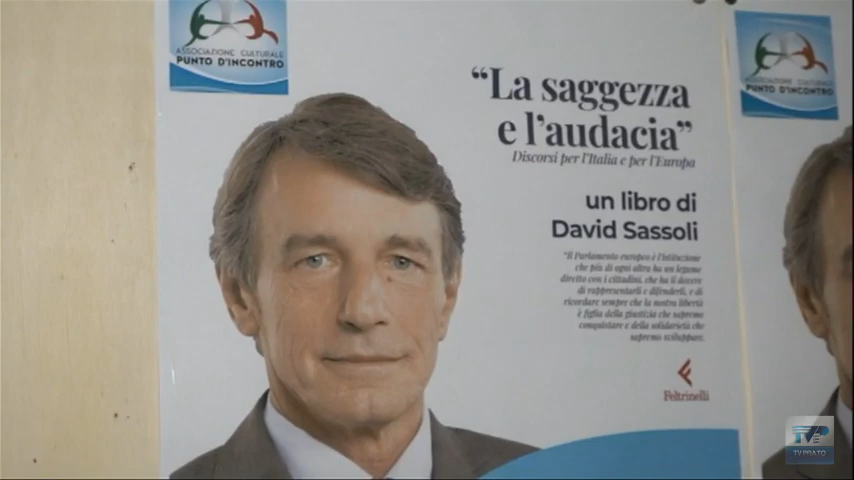 ASSOCIAZIONE CULTURALE
PUNTO D'INCONTRO
ASSOCIAZIONE CULTURALE
PUNTO D'INCONTRO
“La saggezza
e l’audacia”
Discorsi per l'Italia e per l'Europa
un libro di
David Sassoli
"Il Parlamento europeo è l'Istituzione
che più di ogni altra ha un legame
diretto con i cittadini, che ha il dovere
di rappresentarli e difenderli, e di
ricordare sempre che la nostra libertà
è figlia della giustizia che sapremo
conquistare e della solidarietà che
sapremo sviluppare.
Feltrinelli
TVP
TV PRATO